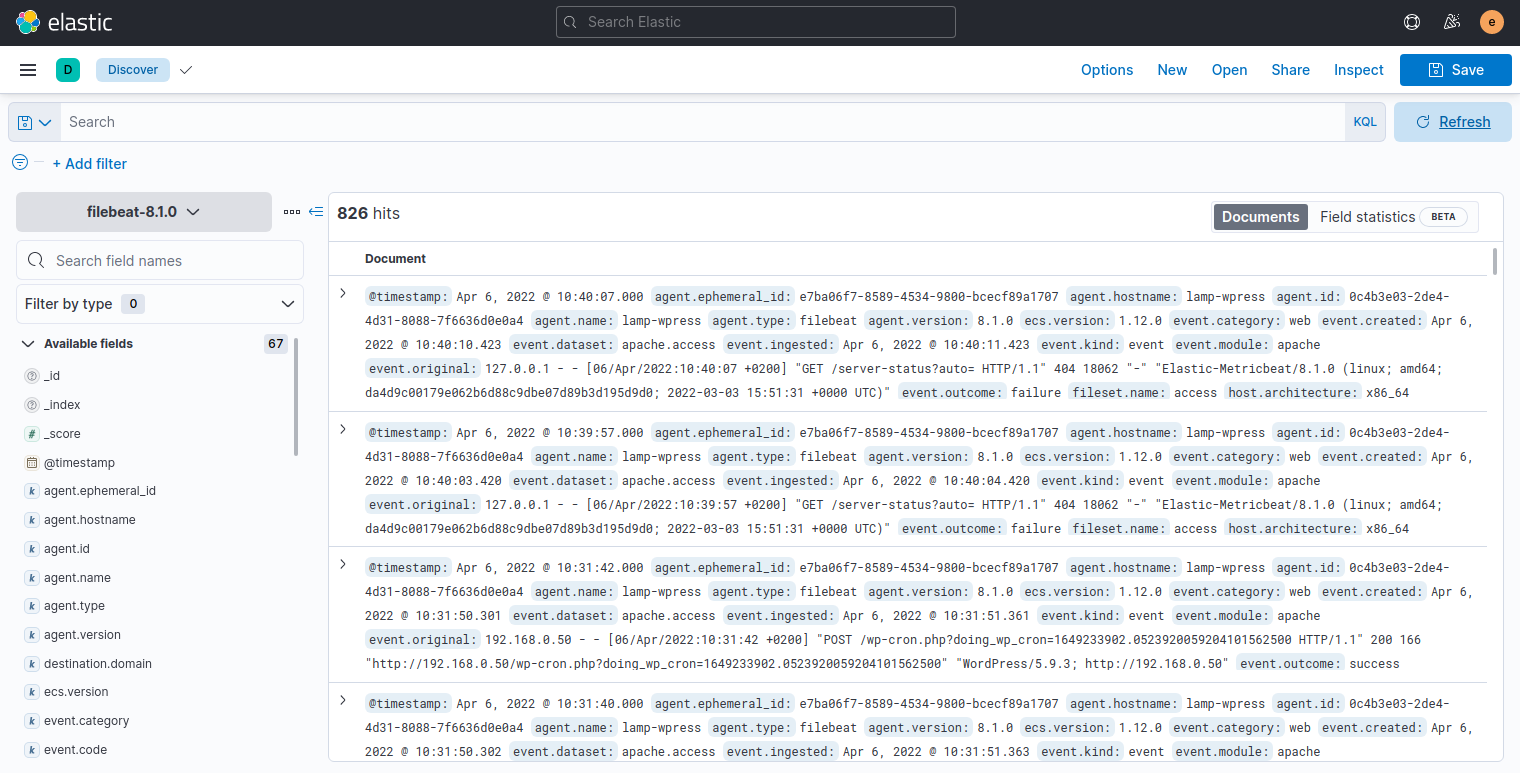 elastic
Search Elastic
e
D
Discover
Options
New
Open
Share
Inspect
Save
Search
KQL
Refresh
+ Add filter
filebeat-8.1.0
Search field names
Filter by type 0
Available fields 67
_id
_index
# _score
@timestamp
k agent.ephemeral_id
k agent.hostname
k agent.id
k agent.name
k agent.type
k agent.version
k destination.domain
k ecs.version
k event.category
k event.code
826 hits
Documents
Field statistics BETA
Document
@timestamp: Apr 6, 2022 @ 10:40:07.000 agent.ephemeral_id: e7ba06f7-8589-4534-9800-bcecf89a1707 agent.hostname: lamp-wpress agent.id: 0c4b3e03-2de4-
4d31-8088-7f6636d0e0a4 agent.name: lamp-wpress agent.type: filebeat agent.version: 8.1.0 ecs.version: 1.12.0 event.category: web event.created: Apr 6,
2022 @ 10:40:10.423 event.dataset: apache.access event.ingested: Apr 6, 2022 @ 10:40:11.423 event.kind: event event.module: apache
event.original: 127.0.0.1 - - [06/Apr/2022:10:40:07 +0200] "GET /server-status?auto= HTTP/1.1" 404 18062 "-" "Elastic-Metricbeat/8.1.0 (linux; amd64;
da4d9c00179e062b6d88c9dbe07d89b3d195d9d0; 2022-03-03 15:51:31 +0000 UTC)" event.outcome: failure fileset.name: access host.architecture: x86_64
@timestamp: Apr 6, 2022 @ 10:39:57.000 agent.ephemeral_id: e7ba06f7-8589-4534-9800-bcecf89a1707 agent.hostname: lamp-wpress agent.id: 0c4b3e03-2de4-
4d31-8088-7f6636d0e0a4 agent.name: lamp-wpress agent.type: filebeat agent.version: 8.1.0 ecs.version: 1.12.0 event.category: web event.created: Apr 6,
2022 @ 10:40:03.420 event.dataset: apache.access event.ingested: Apr 6, 2022 @ 10:40:04.420 event.kind: event event.module: apache
event.original: 127.0.0.1 - - [06/Apr/2022:10:39:57 +0200] "GET /server-status?auto= HTTP/1.1" 404 18062 "-" "Elastic-Metricbeat/8.1.0 (linux; amd64;
da4d9c00179e062b6d88c9dbe07d89b3d195d9d0; 2022-03-03 15:51:31 +0000 UTC)" event.outcome: failure fileset.name: access host.architecture: x86_64
@timestamp: Apr 6, 2022 @ 10:31:42.000 agent.ephemeral_id: e7ba06f7-8589-4534-9800-bcecf89a1707 agent.hostname: lamp-wpress agent.id: 0c4b3e03-2de4-
4d31-8088-7f6636d0e0a4 agent.name: lamp-wpress agent.type: filebeat agent.version: 8.1.0 ecs.version: 1.12.0 event.category: web event.created: Apr 6,
2022 @ 10:31:50.301 event.dataset: apache.access event.ingested: Apr 6, 2022 @ 10:31:51.361 event.kind: event event.module: apache
event.original: 192.168.0.50 - - [06/Apr/2022:10:31:42 +0200] "POST /wp-cron.php?doing_wp_cron=1649233902.0523920059204101562500 HTTP/1.1" 200 166
"http://192.168.0.50/wp-cron.php?doing_wp_cron=1649233902.0523920059204101562500" "WordPress/5.9.3; http://192.168.0.50" event.outcome: success
@timestamp: Apr 6, 2022 @ 10:31:40.000 agent.ephemeral_id: e7ba06f7-8589-4534-9800-bcecf89a1707 agent.hostname: lamp-wpress agent.id: 0c4b3e03-2de4-
4d31-8088-7f6636d0e0a4 agent.name: lamp-wpress agent.type: filebeat agent.version: 8.1.0 ecs.version: 1.12.0 event.category: web event.created: Apr 6,
2022 @ 10:31:50.302 event.dataset: apache.access event.ingested: Apr 6, 2022 @ 10:31:51.363 event.kind: event event.module: apache